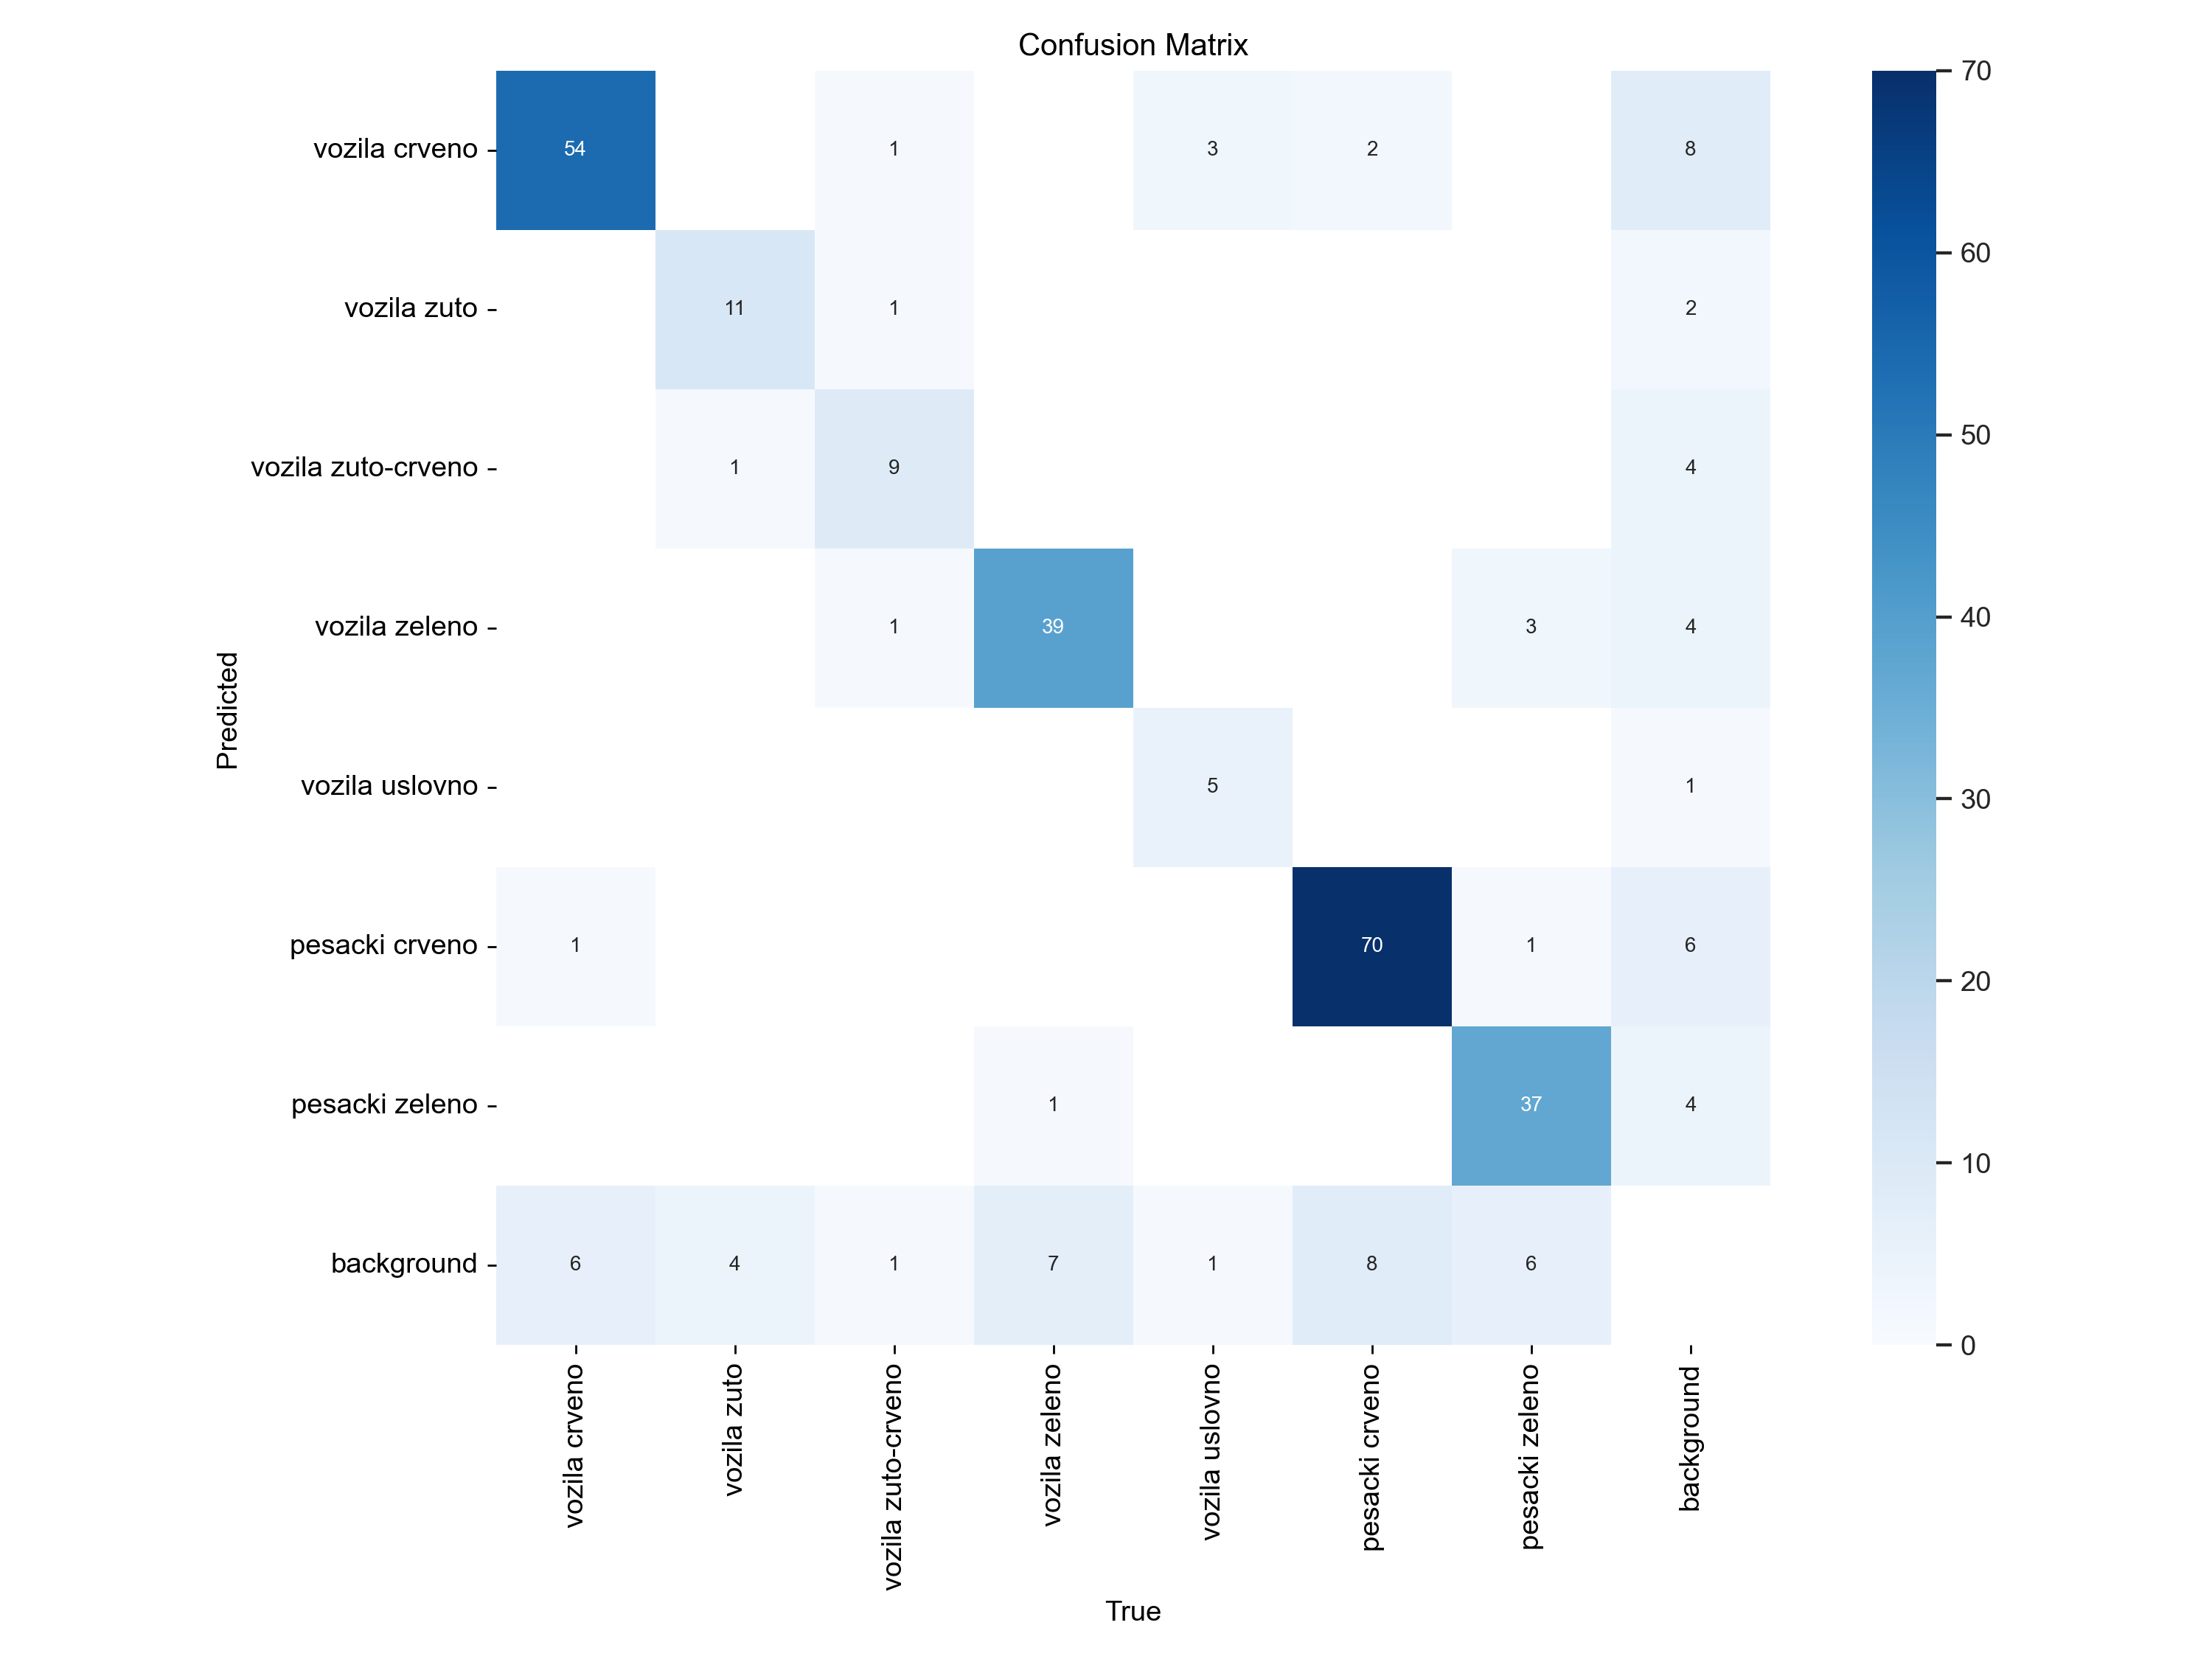 Confusion Matrix
vozila crveno 54 1 3 2 8
vozila zuto 11 1 2
vozila zuto-crveno 1 9 4
vozila zeleno 1 39 3 4
vozila uslovno 5 1
pesacki crveno 1 70 1 6
pesacki zeleno 1 37 4
background 6 4 1 7 1 8 6
Predicted
vozila crveno
vozila zuto
vozila zuto-crveno
vozila zeleno
vozila uslovno
pesacki crveno
pesacki zeleno
background
True
70
60
50
40
30
20
10
0